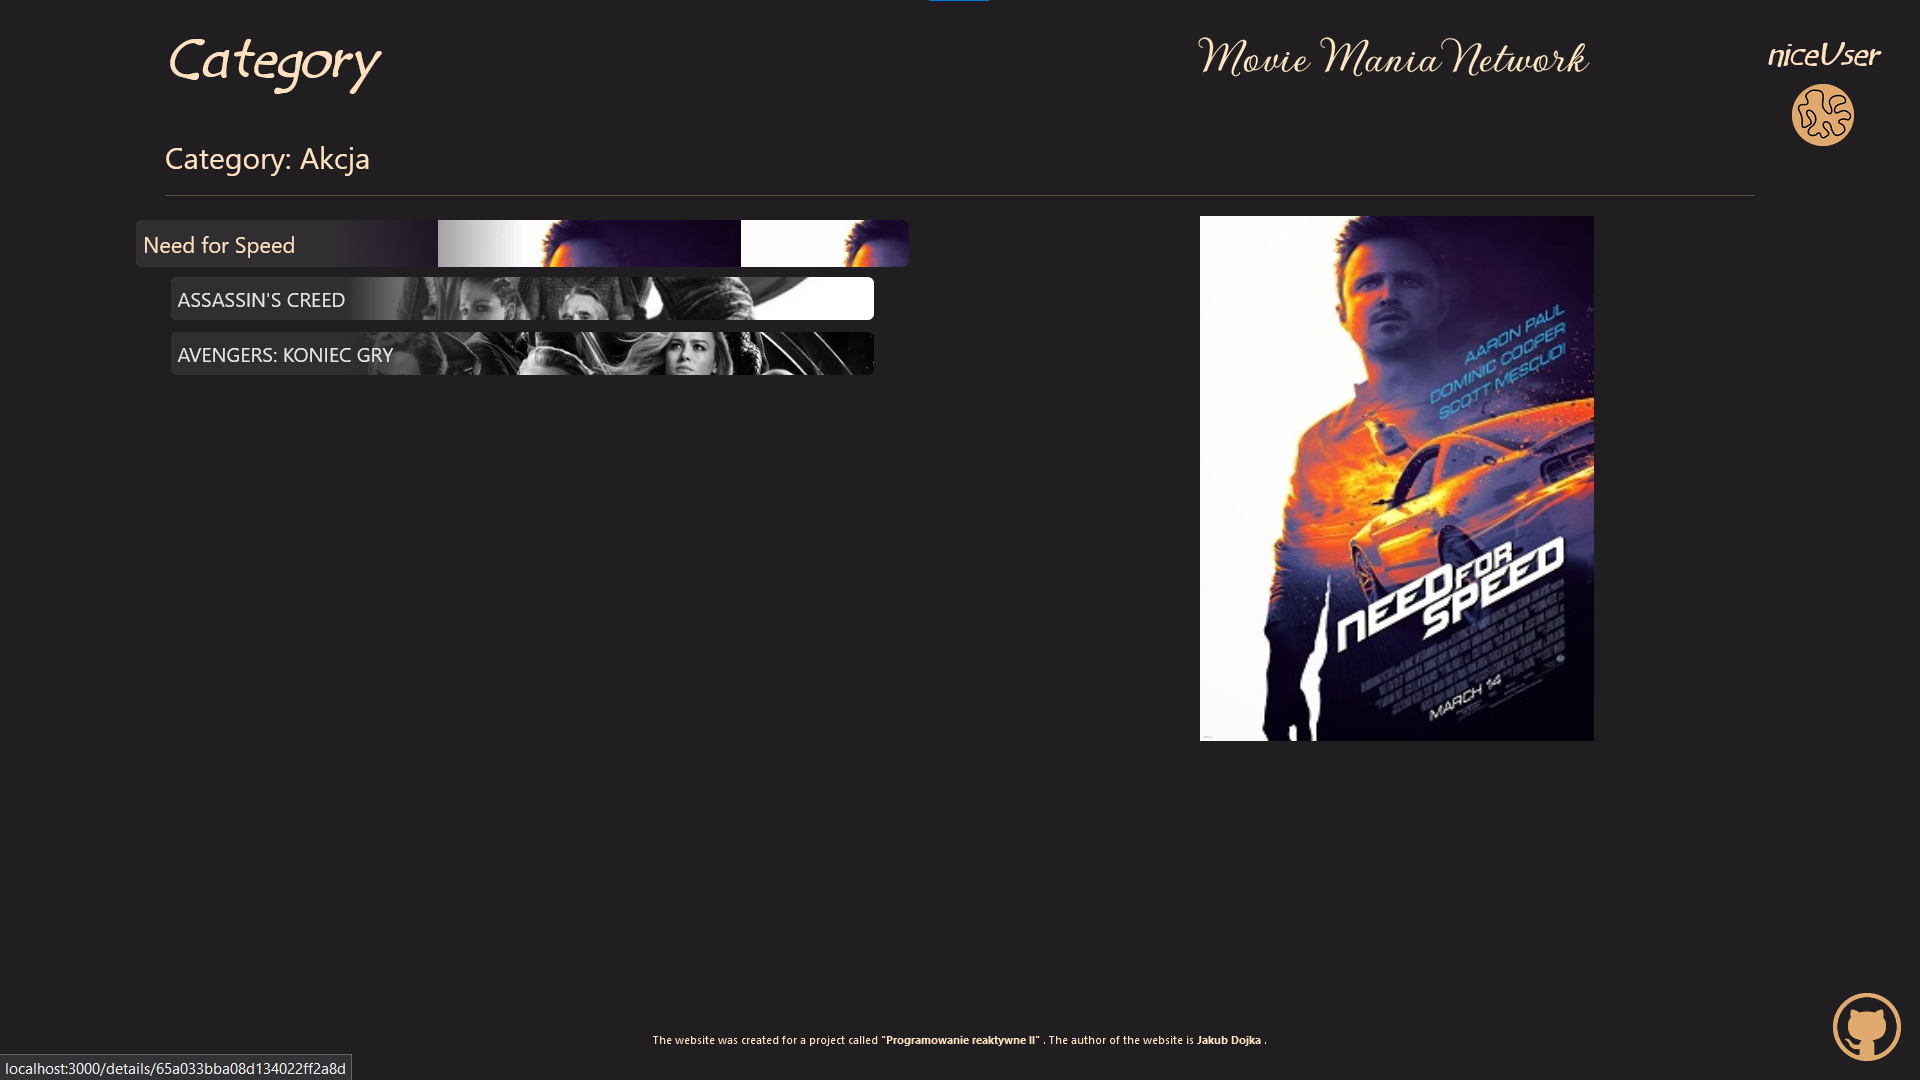 Category
Movie Mania Network
niceUser
Category: Akcja
Need for Speed
ASSASSIN'S CREED
AVENGERS: KONIEC GRY
AARON PAUL
DOMINIC COOPER
SCOTT MESCUDI
NEED FOR
SPEED
MARCH 14
The website was created for a project called "Programowanie reaktywne II" . The author of the website is Jakub Dojka .
localhost:3000/details/65a033bba08d134022ff2a8d